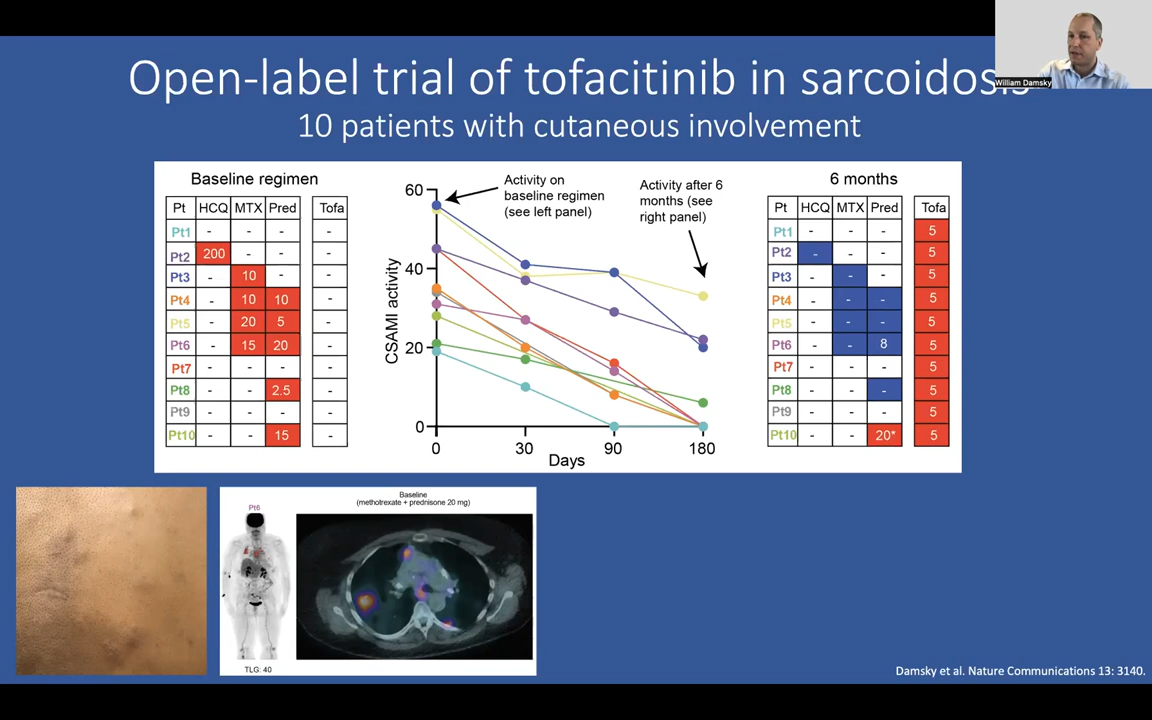 William Damsky
Open-label trial of tofacitinib in sarcoidosis
10 patients with cutaneous involvement
Baseline regimen
Pt HCQ MTX Pred Tofa
Pt1 - - - -
Pt2 200 - - -
Pt3 - 10 - -
Pt4 - 10 10 -
Pt5 - 20 5 -
Pt6 - 15 20 -
Pt7 - - - -
Pt8 - - 2.5 -
Pt9 - - - -
Pt10 - - 15 -
Activity on
baseline regimen
(see left panel)
Activity after 6
months (see
right panel)
CSAMI activity
60
40
20
0
0 30 90 180
Days
6 months
Pt HCQ MTX Pred Tofa
Pt1 - - - 5
Pt2 - - - 5
Pt3 - - - 5
Pt4 - - - 5
Pt5 - - - 5
Pt6 - - 8 5
Pt7 - - - 5
Pt8 - - - 5
Pt9 - - - 5
Pt10 - - 20* 5
Baseline
(methotrexate + prednisone 20 mg)
Pt6
TLG: 40
Damsky et al. Nature Communications 13: 3140.